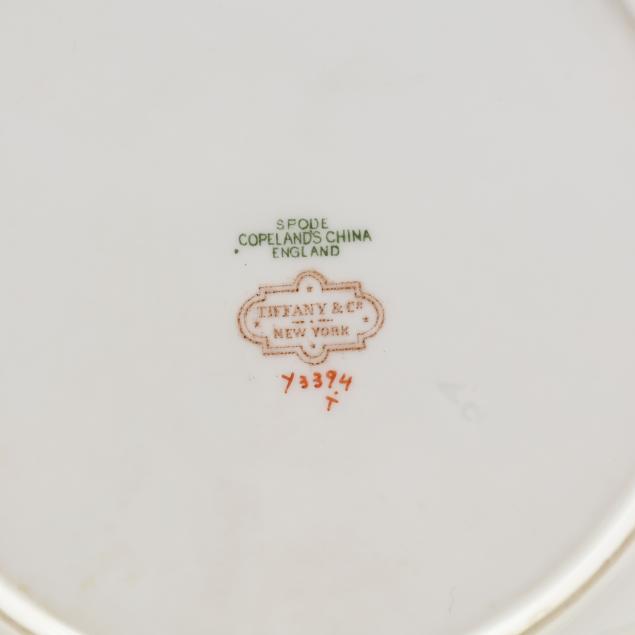 SPODE
COPELAND'S CHINA
ENGLAND
TIFFANY & CO
NEW YORK
Y3394
T